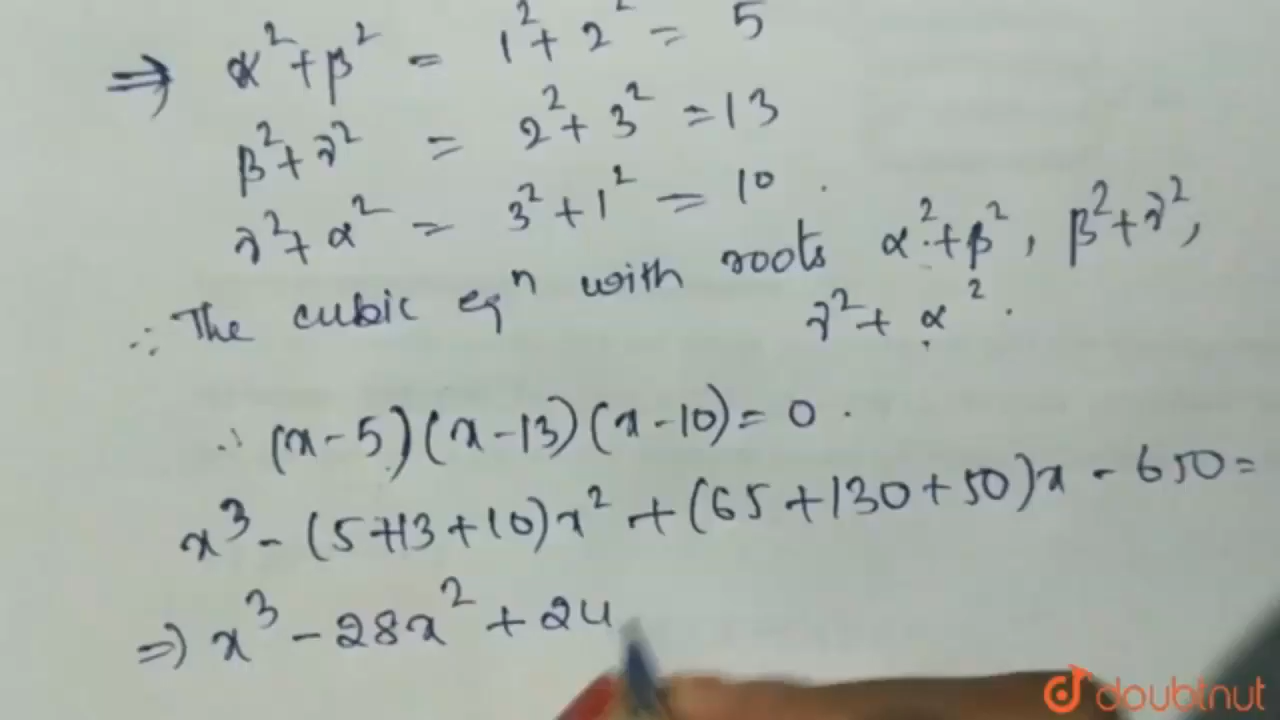 ⇒ α² + β² = 1² + 2² = 5
β² + γ² = 2² + 3² = 13
γ² + α² = 3² + 1² = 10.
∴ The cubic eqⁿ with roots α² + β², β² + γ²,
γ² + α².
∴ (x - 5)(x - 13)(x - 10) = 0.
x³ - (5 + 13 + 10)x² + (65 + 130 + 50)x - 650 =
⇒ x³ - 28x² + 24
doubtnut